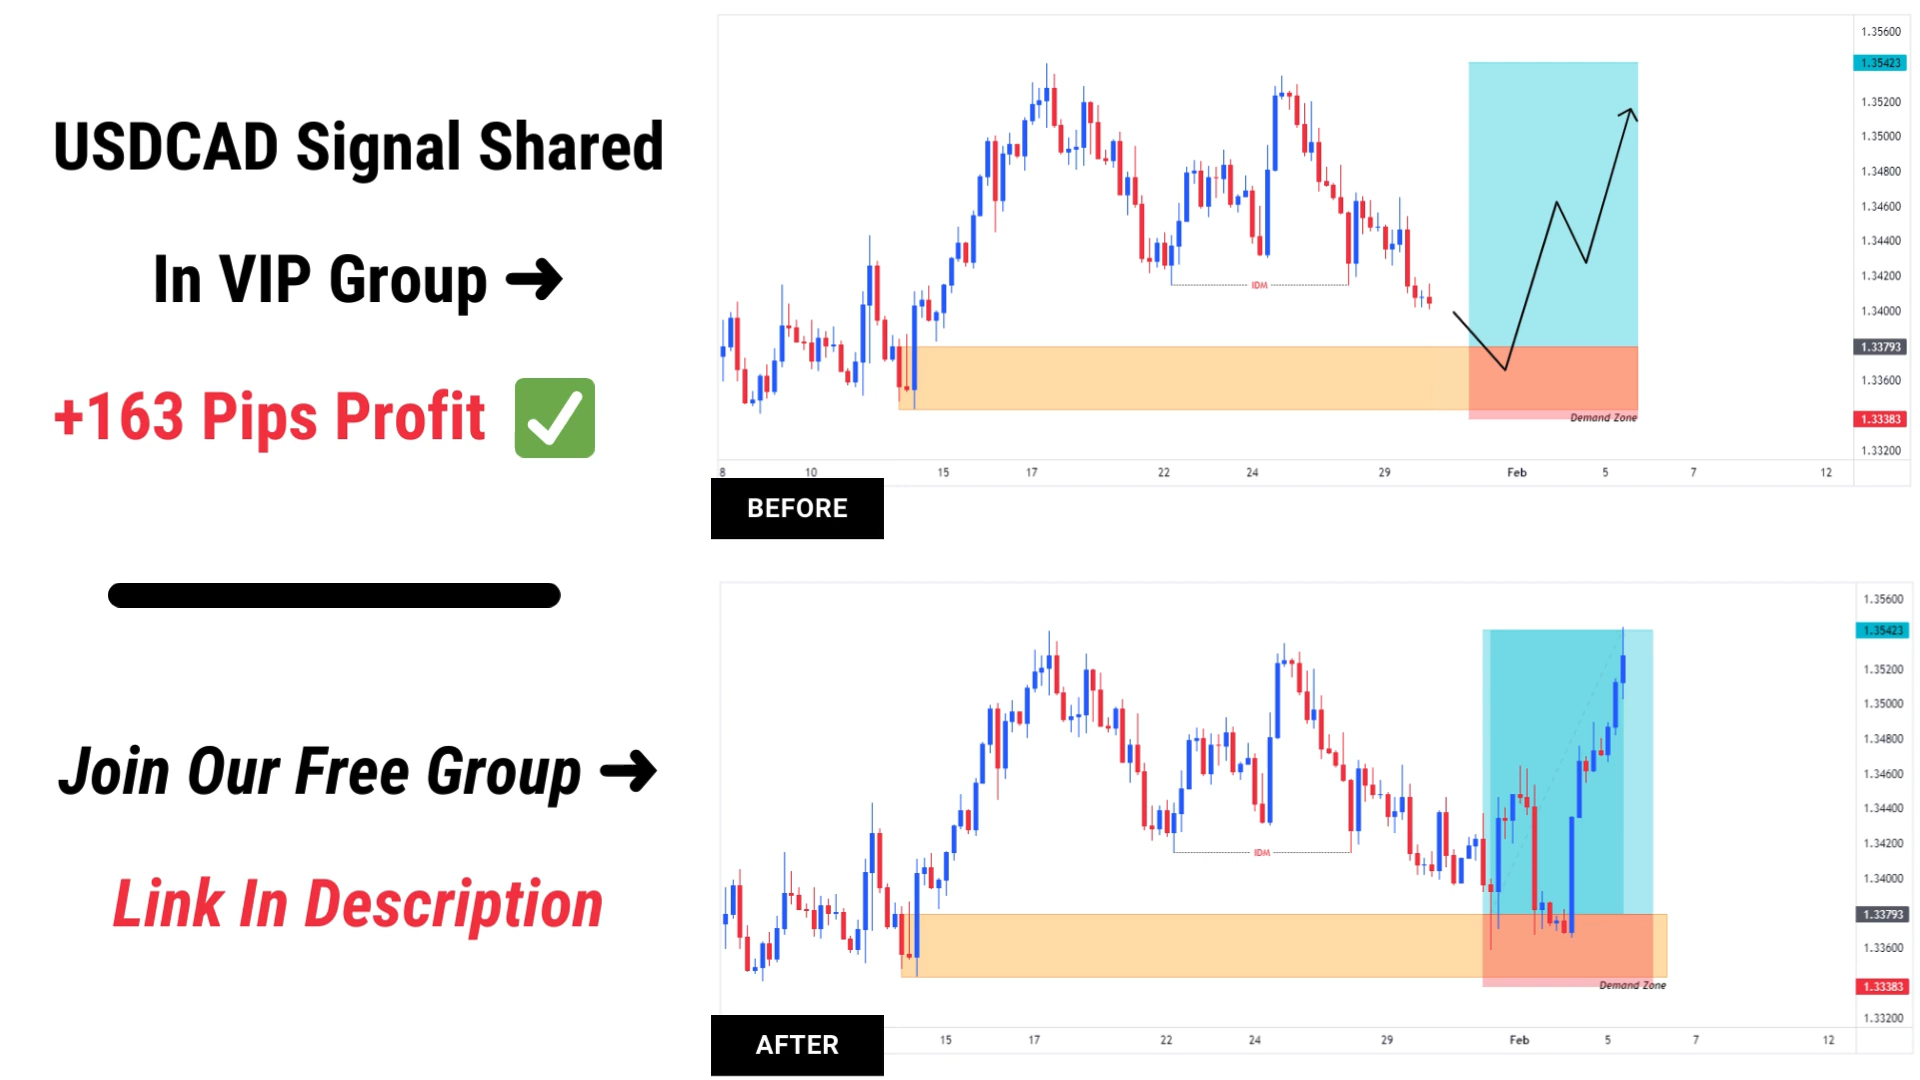 USDCAD Signal Shared
In VIP Group ➜
+163 Pips Profit ✅
Join Our Free Group ➜
Link In Description
1.35600
1.35423
1.35200
1.35000
1.34800
1.34600
1.34400
1.34200
1.34000
1.33793
1.33600
1.33383
1.33200
IDM
Demand Zone
8 10 15 17 22 24 29 Feb 5 7 12
BEFORE
1.35600
1.35423
1.35200
1.35000
1.34800
1.34600
1.34400
1.34200
1.34000
1.33793
1.33600
1.33383
1.33200
IDM
Demand Zone
15 17 22 24 29 Feb 5 7 12
AFTER